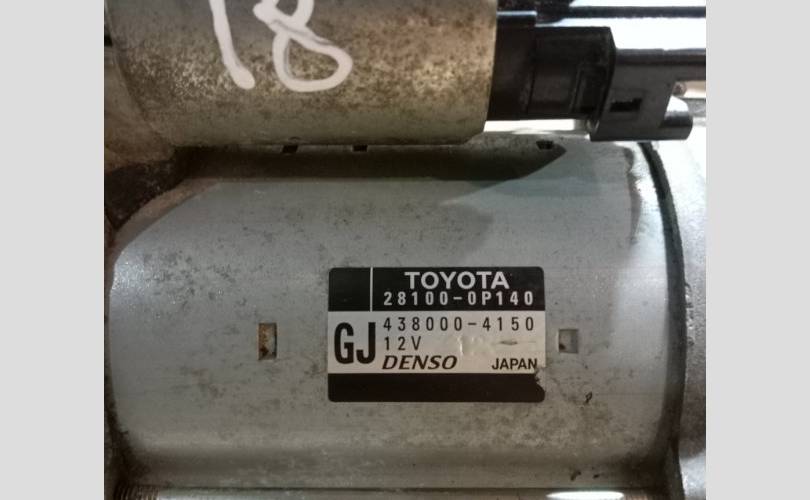 18
TOYOTA
28100-0P140
GJ
438000-4150
12V
DENSO JAPAN